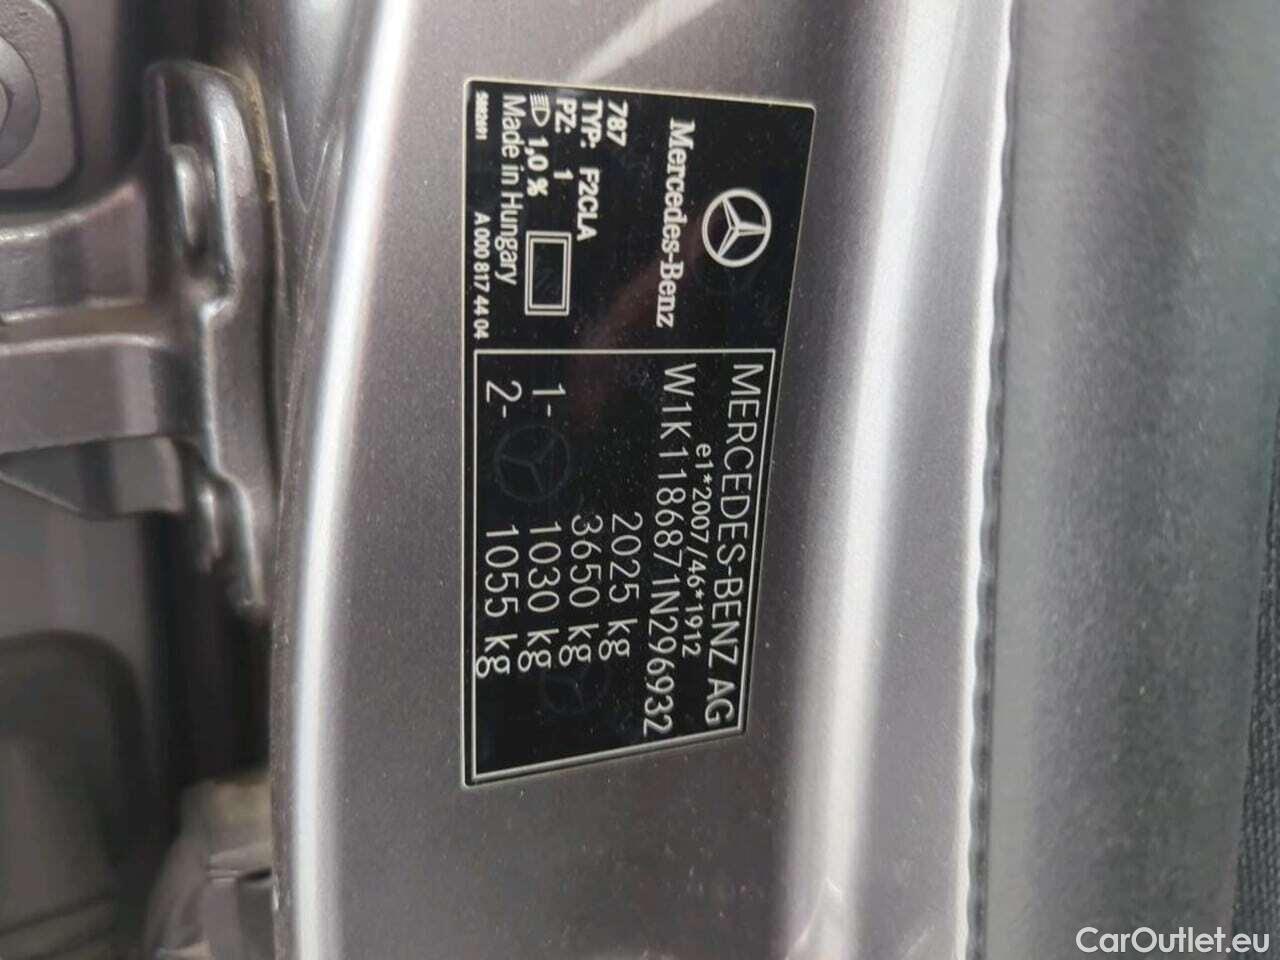 Mercedes-Benz
787
TYP: F2CLA
PZ: 1
1,0 %
Made in Hungary
5882691
A 000 817 44 04
MERCEDES-BENZ AG
e1*2007/46*1912
W1K1186871N296932
2025 kg
3650 kg
1- 1030 kg
2- 1055 kg
CarOutlet.eu